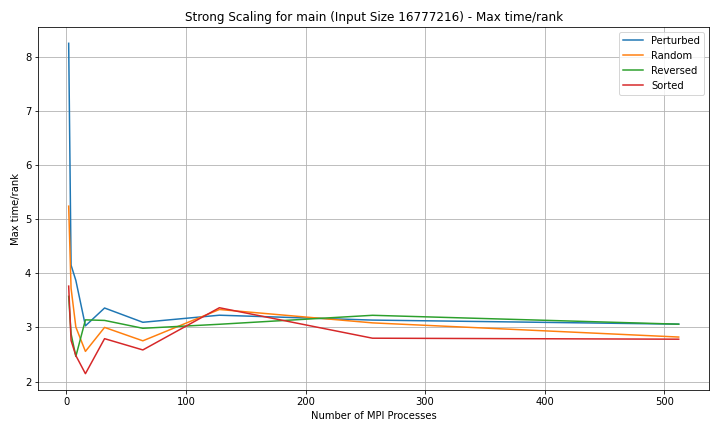 Strong Scaling for main (Input Size 16777216) - Max time/rank
Perturbed
Random
Reversed
Sorted
8
7
6
5
4
3
2
Max time/rank
0
100
200
300
400
500
Number of MPI Processes